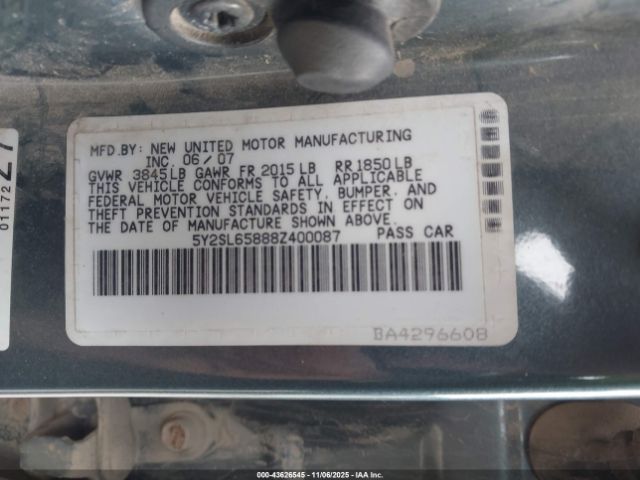 MFD.BY: NEW UNITED MOTOR MANUFACTURING
INC. 06/07
GVWR 3845LB GAWR FR 2015LB RR1850LB
THIS VEHICLE CONFORMS TO ALL APPLICABLE
FEDERAL MOTOR VEHICLE SAFETY, BUMPER, AND
THEFT PREVENTION STANDARDS IN EFFECT ON
THE DATE OF MANUFACTURE SHOWN ABOVE.
5Y2SL65888Z400087 PASS CAR
BA4296608
01172
000-43626545 - 11/06/2025 - IAA Inc.